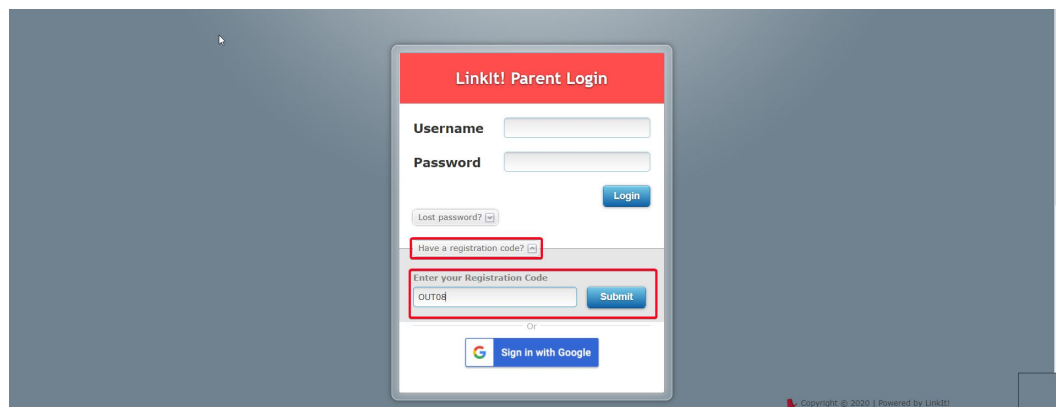 LinkIt! Parent Login
Username
Password
Login
Lost password?
Have a registration code?
Enter your Registration Code
OUT08
Submit
Or
G Sign in with Google
Copyright © 2020 | Powered by LinkIt!